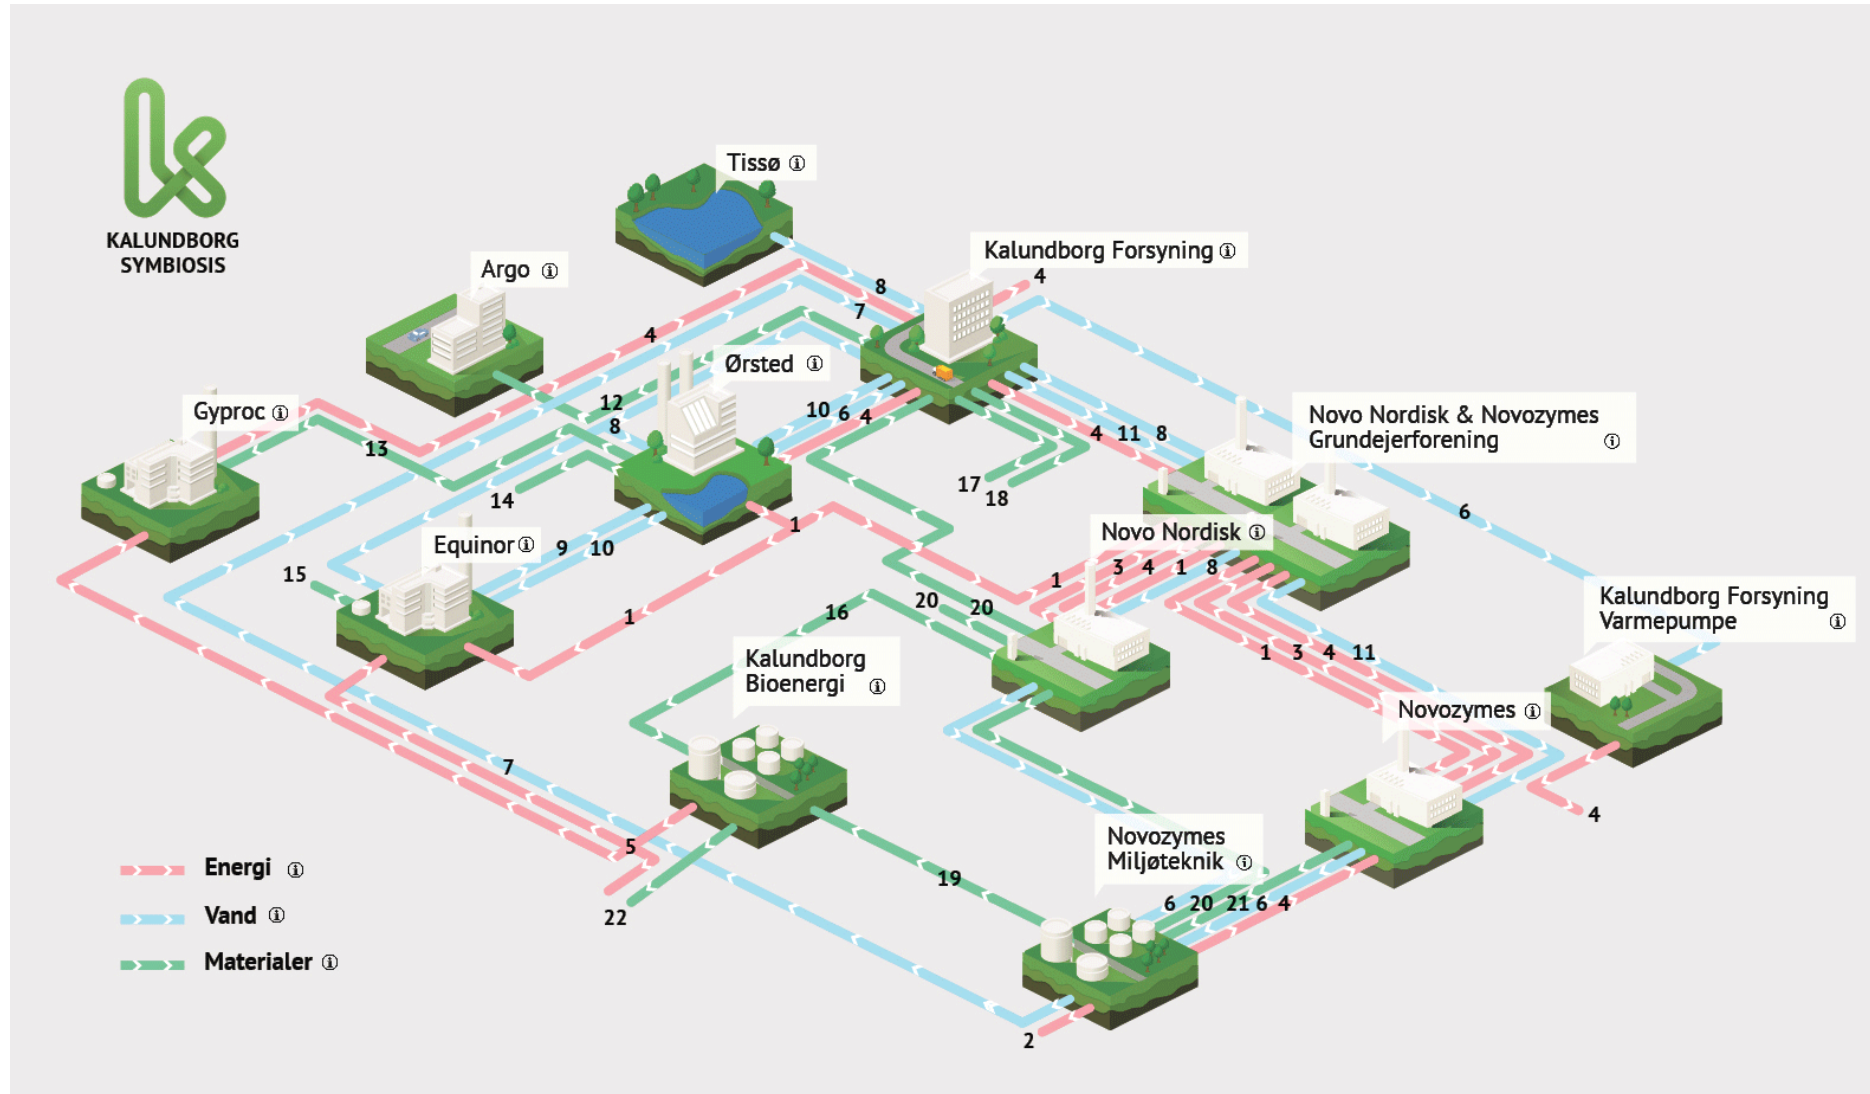 KALUNDBORG
SYMBIOSIS
Tissø
Kalundborg Forsyning
4
Argo
8
7
4
Ørsted
Gyproc
12
8
10 6 4
13
Novo Nordisk & Novozymes
Grundejerforening
4 11 8
17
18
14
6
1
Novo Nordisk
Equinor
9 10
15
1 3 4 1 8
Kalundborg Forsyning
Varmepumpe
1
16
20 20
Kalundborg
Bioenergi
1 3 4 11
Novozymes
7
4
5
Novozymes
Miljøteknik
19
22
6 20 21 6 4
2
Energi
Vand
Materialer